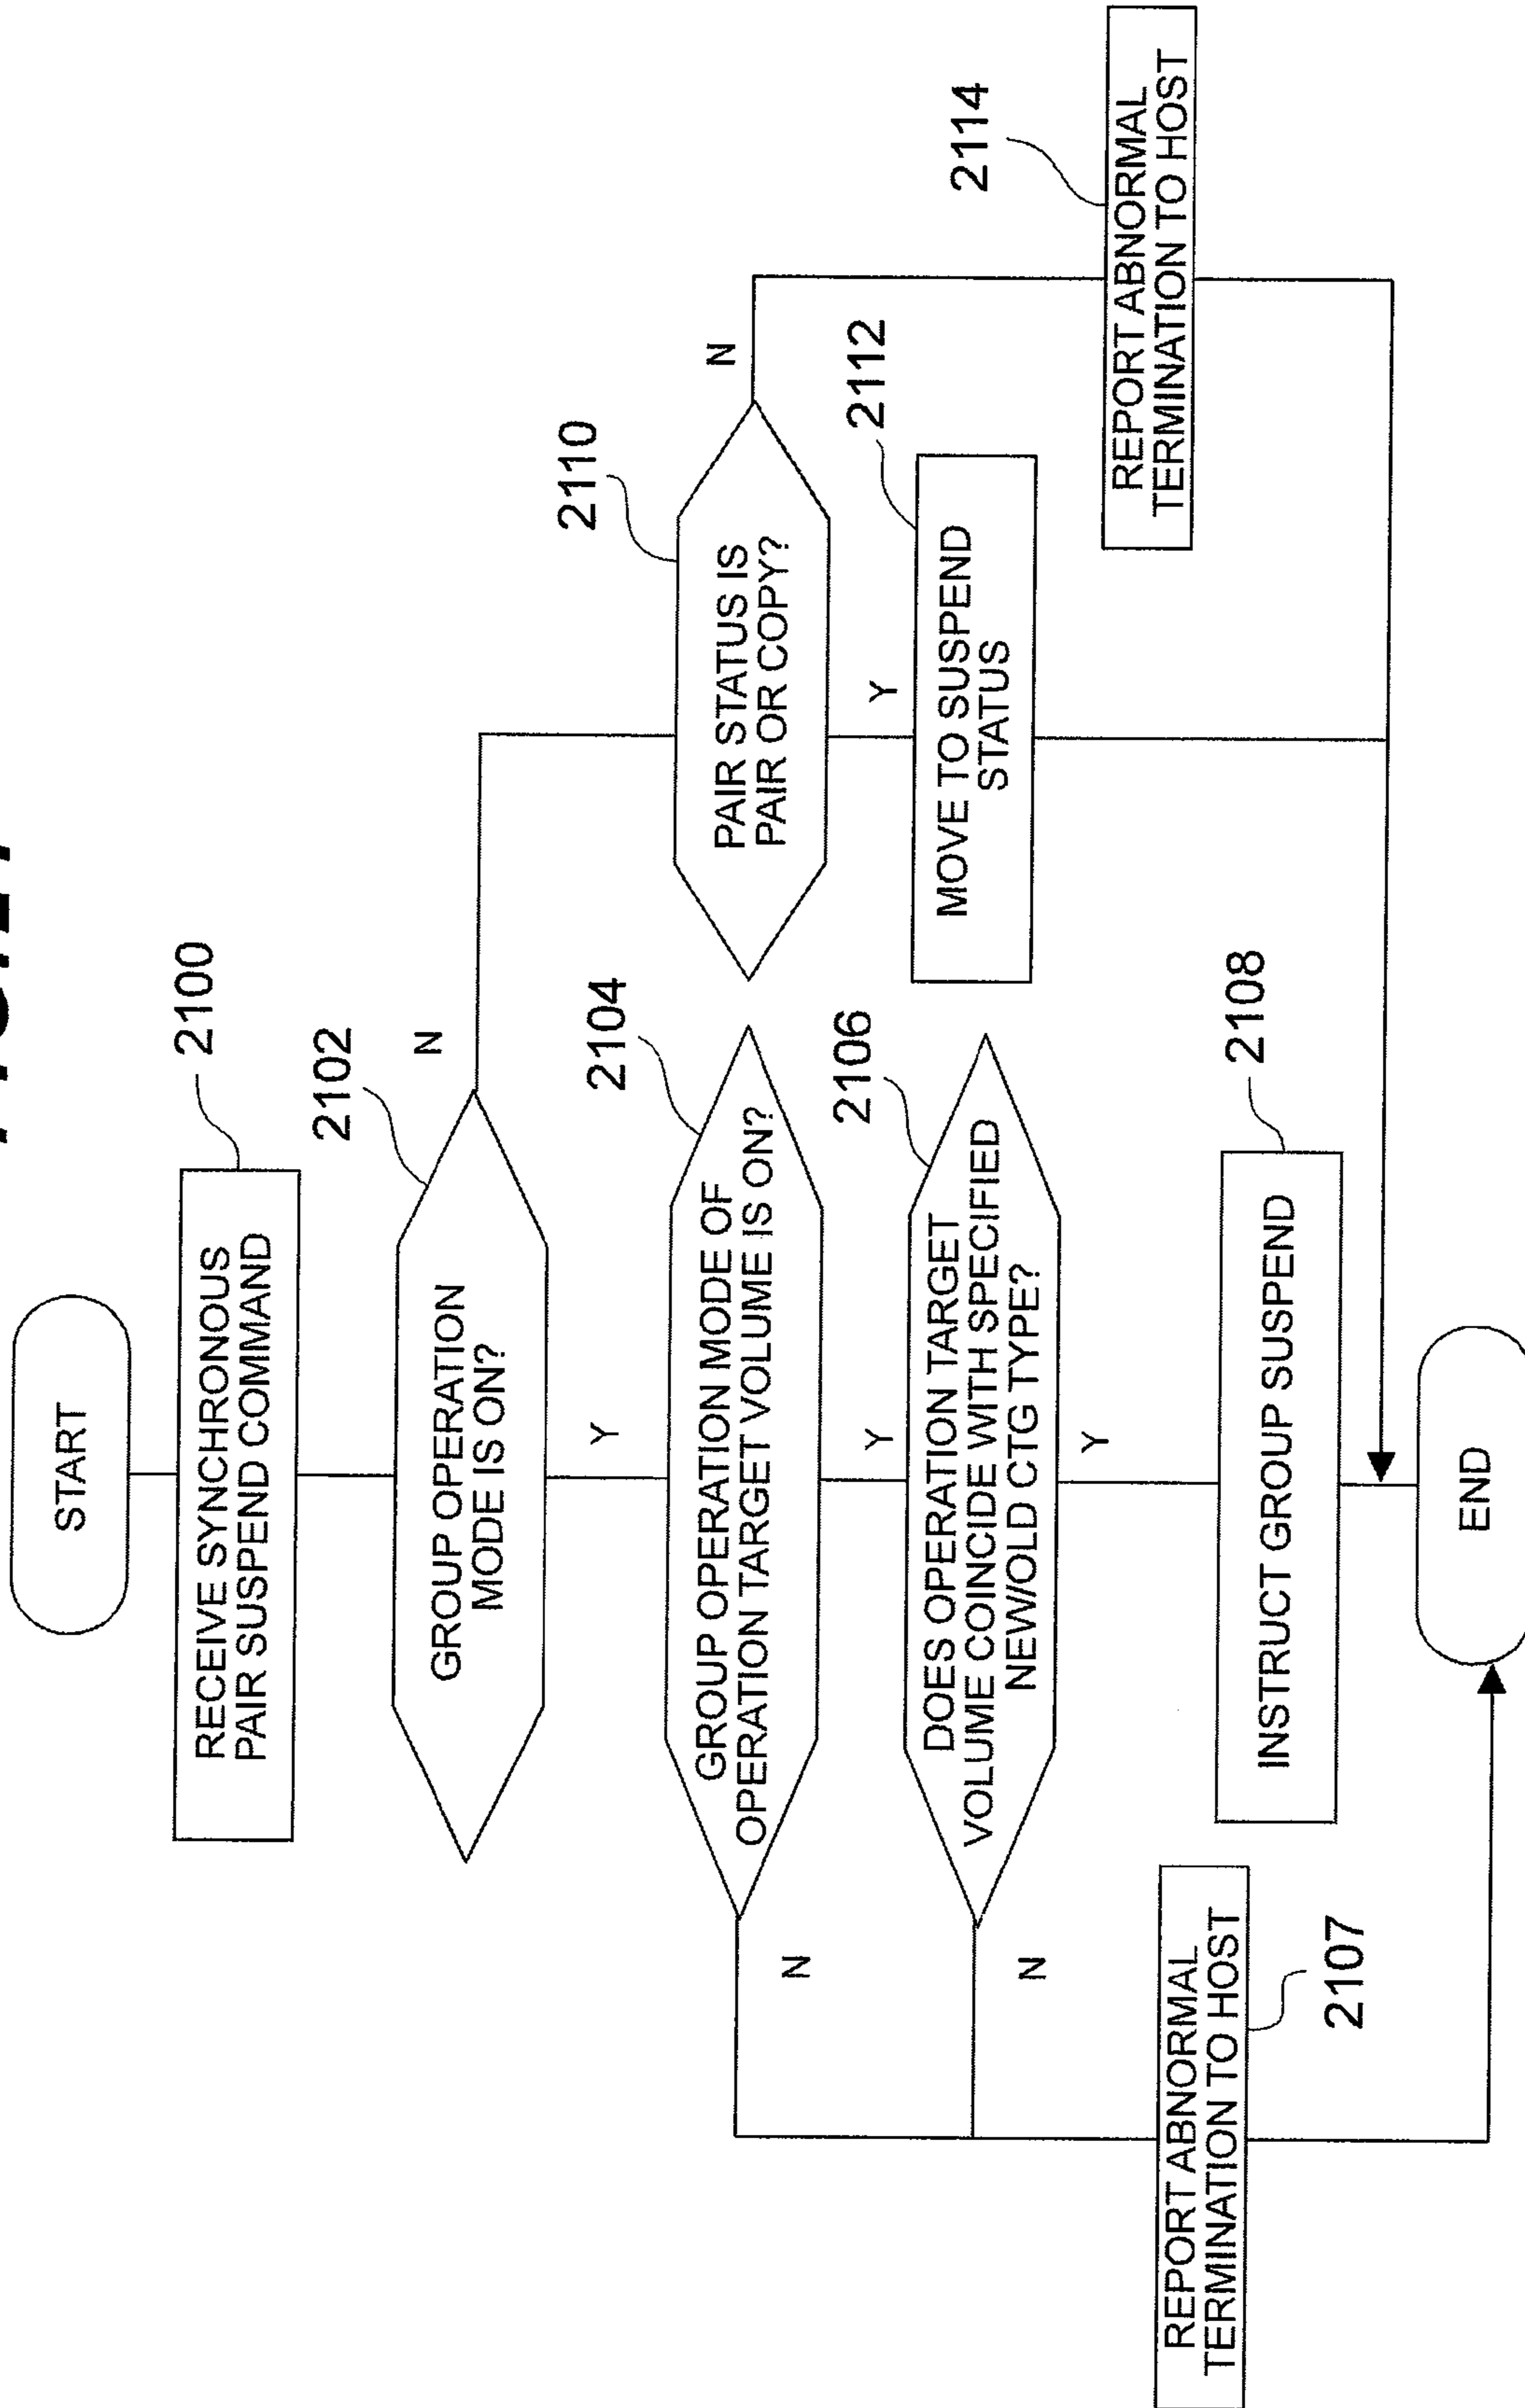 START
2100
RECEIVE SYNCHRONOUS
PAIR SUSPEND COMMAND
2102
GROUP OPERATION
MODE IS ON?
N
Y
2104
GROUP OPERATION MODE OF
OPERATION TARGET VOLUME IS ON?
N
Y
2106
DOES OPERATION TARGET
VOLUME COINCIDE WITH SPECIFIED
NEW/OLD CTG TYPE?
N
Y
2107
REPORT ABNORMAL
TERMINATION TO HOST
2108
INSTRUCT GROUP SUSPEND
2110
PAIR STATUS IS
PAIR OR COPY?
N
Y
2112
MOVE TO SUSPEND
STATUS
2114
REPORT ABNORMAL
TERMINATION TO HOST
END